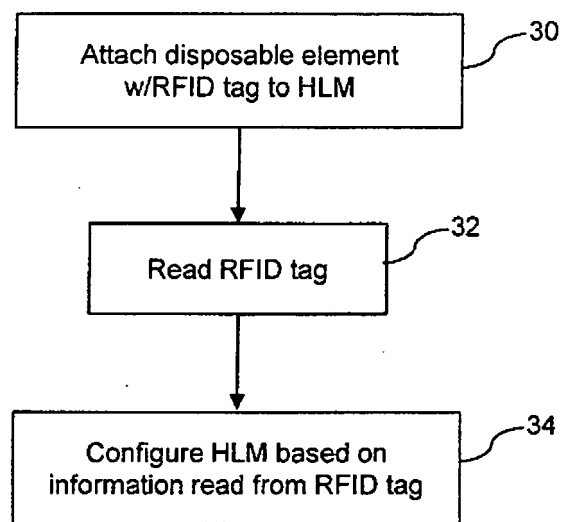 Attach disposable element
w/RFID tag to HLM
30
Read RFID tag
32
Configure HLM based on
information read from RFID tag
34